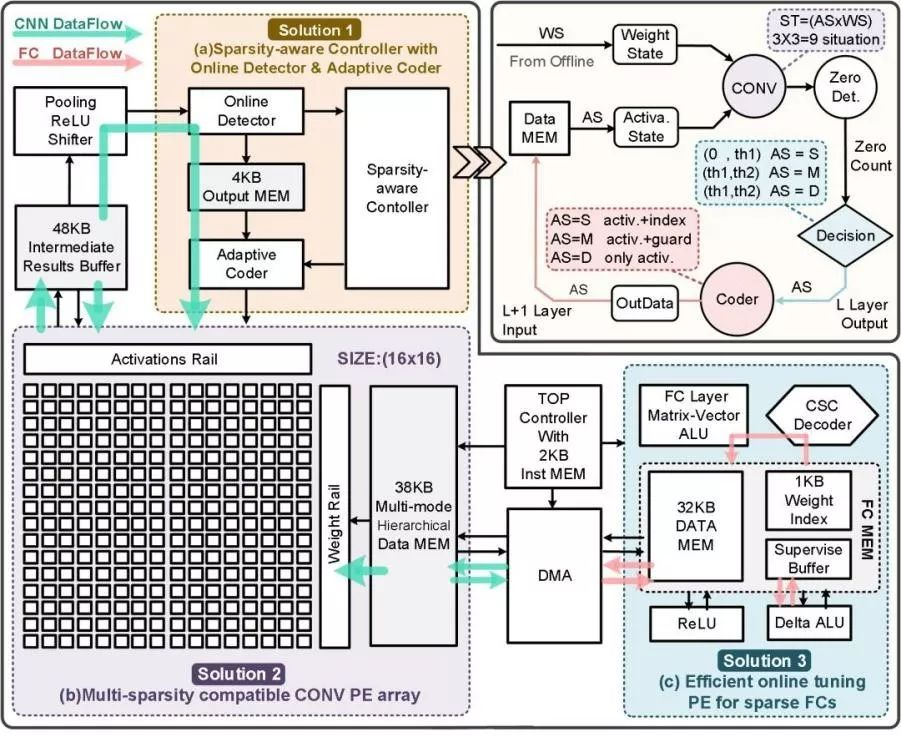 CNN DataFlow
FC DataFlow
Solution 1
(a)Sparsity-aware Controller with
Online Detector & Adaptive Coder
Pooling
ReLU
Shifter
Online
Detector
4KB
Output MEM
Adaptive
Coder
Sparsity-
aware
Contoller
48KB
Intermediate
Results Buffer
WS
From Offline
Weight
State
ST=(ASxWS)
3X3=9 situation
CONV
Zero
Det.
Data
MEM
AS
Activa.
State
Zero
Count
(0 , th1) AS = S
(th1,th2) AS = M
(th1,th2) AS = D
AS=S activ.+index
AS=M activ.+guard
AS=D only activ.
Decision
AS
Coder
OutData
AS
L+1 Layer
Input
L Layer
Output
Activations Rail
SIZE:(16x16)
Weight Rail
38KB
Multi-mode
Hierarchical
Data MEM
Solution 2
(b)Multi-sparsity compatible CONV PE array
TOP
Controller
With
2KB
Inst MEM
DMA
FC Layer
Matrix-Vector
ALU
CSC
Decoder
32KB
DATA
MEM
1KB
Weight
Index
Supervise
Buffer
FC MEM
ReLU
Delta ALU
Solution 3
(c) Efficient online tuning
PE for sparse FCs